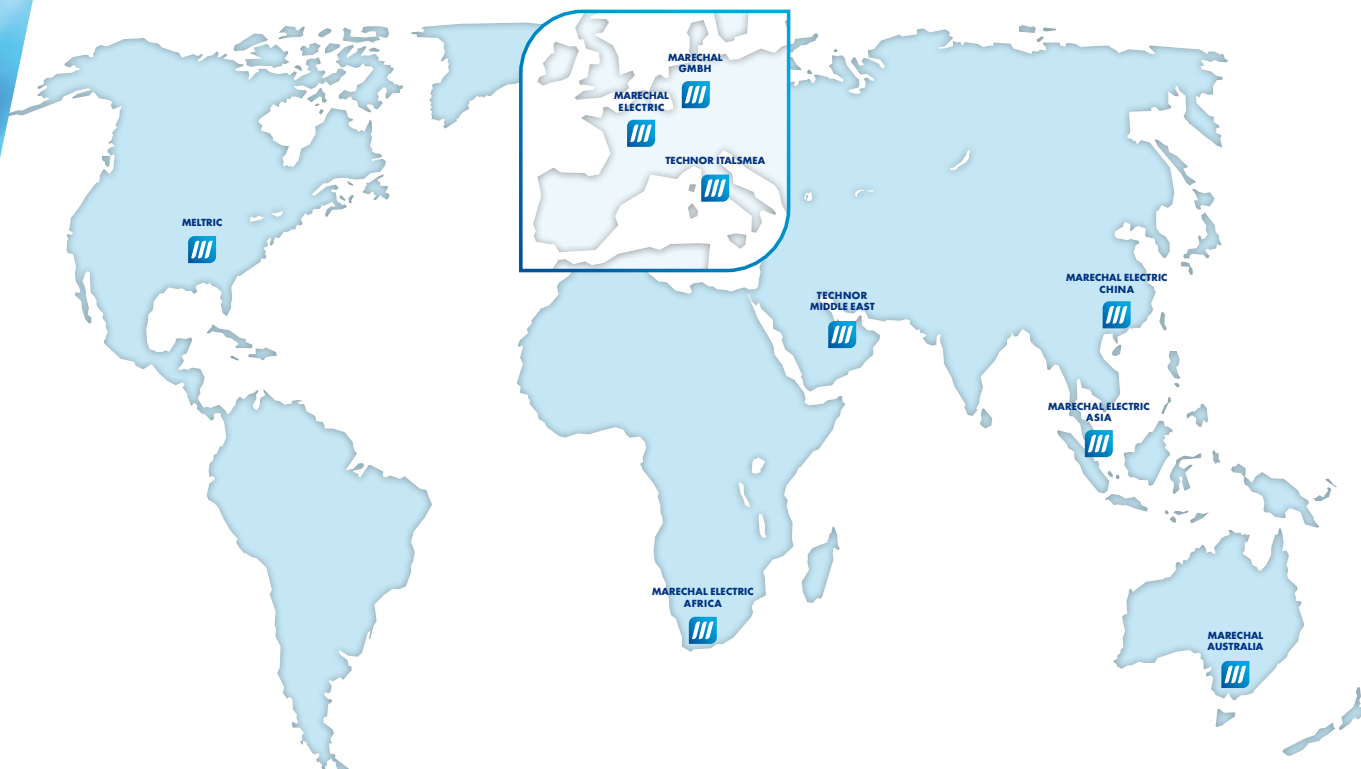 MARECHAL
GMBH
MARECHAL
ELECTRIC
TECHNOR ITALSMEA
MELTRIC
MARECHAL ELECTRIC
CHINA
TECHNOR
MIDDLE EAST
MARECHAL ELECTRIC
ASIA
MARECHAL ELECTRIC
AFRICA
MARECHAL
AUSTRALIA